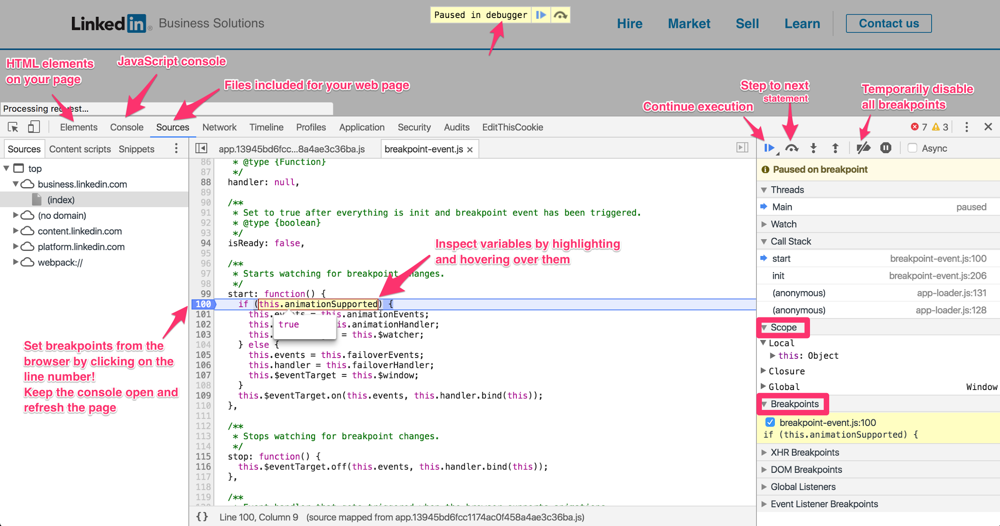 Linked in ® Business Solutions
Paused in debugger
Hire Market Sell Learn Contact us
HTML elements
on your page
JavaScript console
Files included for your web page
Continue execution
Step to next
statement
Temporarily disable
all breakpoints
Processing request...
Elements Console Sources Network Timeline Profiles Application Security Audits EditThisCookie 7 3
Sources Content scripts Snippets
app.13945bd6fcc...8a4ae3c36ba.js breakpoint-event.js ×
Async
top
business.linkedin.com
(index)
(no domain)
content.linkedin.com
platform.linkedin.com
webpack://
86 * @type {Function}
87 */
88 handler: null,
89
90 /**
91 * Set to true after everything is init and breakpoint event has been triggered.
92 * @type {boolean}
93 */
94 isReady: false,
95
96 /**
97 * Starts watching for breakpoint changes.
98 */
99 start: function() {
100 if (this.animationSupported) {
101 this.events = this.animationEvents;
102 this. is.animationHandler;
103 this. = this.$watcher;
104 } else {
105 this.events = this.failoverEvents;
106 this.handler = this.failoverHandler;
107 this.$eventTarget = this.$window;
108 }
109 this.$eventTarget.on(this.events, this.handler.bind(this));
110 },
111
112 /**
113 * Stops watching for breakpoint changes.
114 */
115 stop: function() {
116 this.$eventTarget.off(this.events, this.handler.bind(this));
117 },
118
119 /**
true
Inspect variables by highlighting
and hovering over them
Set breakpoints from the
browser by clicking on the
line number!
Keep the console open and
refresh the page
{} Line 100, Column 9 (source mapped from app.13945bd6fcc1174ac0f458a4ae3c36ba.js)
Paused on breakpoint
Threads
Main paused
Watch
Call Stack
start breakpoint-event.js:100
init breakpoint-event.js:206
(anonymous) app-loader.js:131
(anonymous) app-loader.js:128
Scope
Local
this: Object
Closure
Global Window
Breakpoints
breakpoint-event.js:100
if (this.animationSupported) {
XHR Breakpoints
DOM Breakpoints
Global Listeners
Event Listener Breakpoints